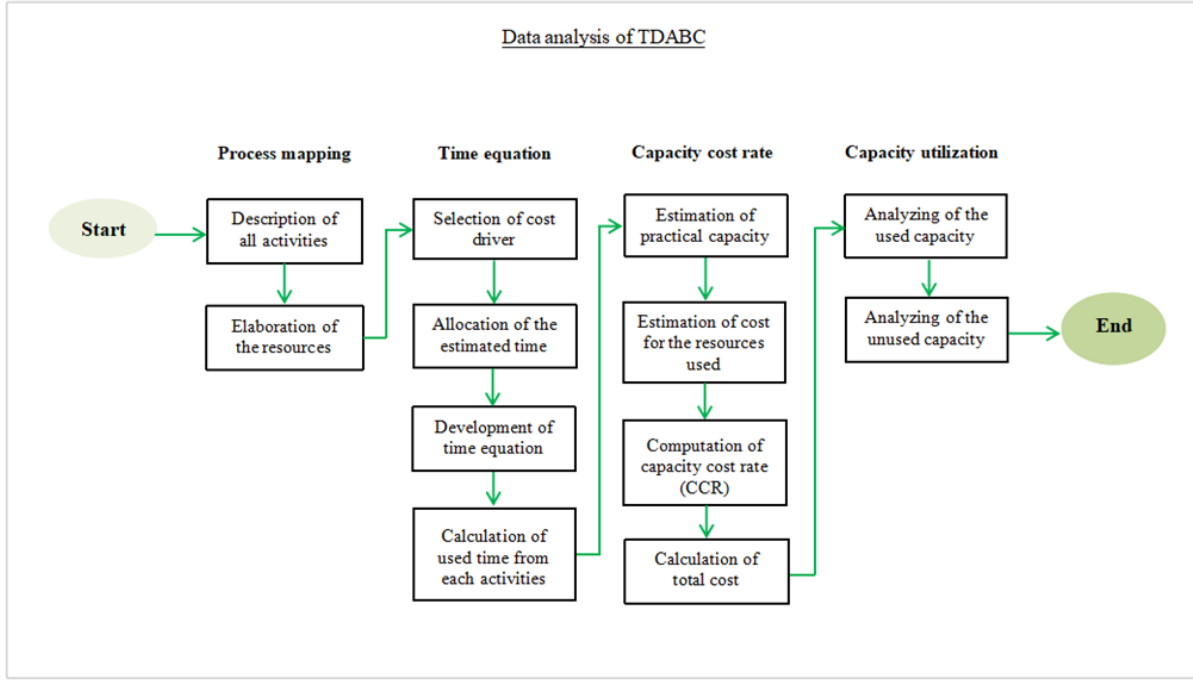 Data analysis of TDABC
Process mapping
Time equation
Capacity cost rate
Capacity utilization
Start
Description of
all activities
Elaboration of
the resources
Selection of cost
driver
Allocation of the
estimated time
Development of
time equation
Calculation of
used time from
each activities
Estimation of
practical capacity
Estimation of cost
for the resources
used
Computation of
capacity cost rate
(CCR)
Calculation of
total cost
Analyzing of the
used capacity
Analyzing of the
unused capacity
End